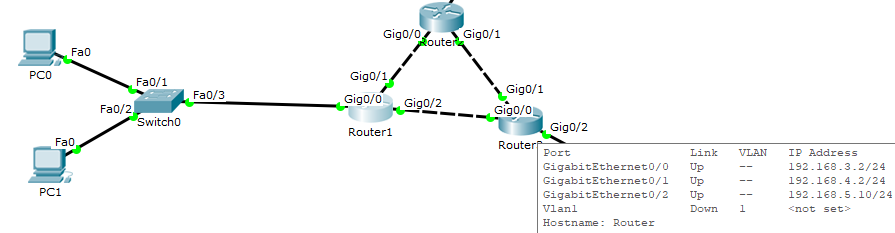 Gig0/0
Gig0/1
Router
Fa0
PC0
Fa0/1
Gig0/1
Gig0/1
Fa0/2
Fa0/3
Gig0/0
Gig0/2
Gig0/0
Switch0
Router1
Gig0/2
Fa0
PC1
Port Link VLAN IP Address
GigabitEthernet0/0 Up -- 192.168.3.2/24
GigabitEthernet0/1 Up -- 192.168.4.2/24
GigabitEthernet0/2 Up -- 192.168.5.10/24
Vlan1 Down 1 <not set>
Hostname: Router